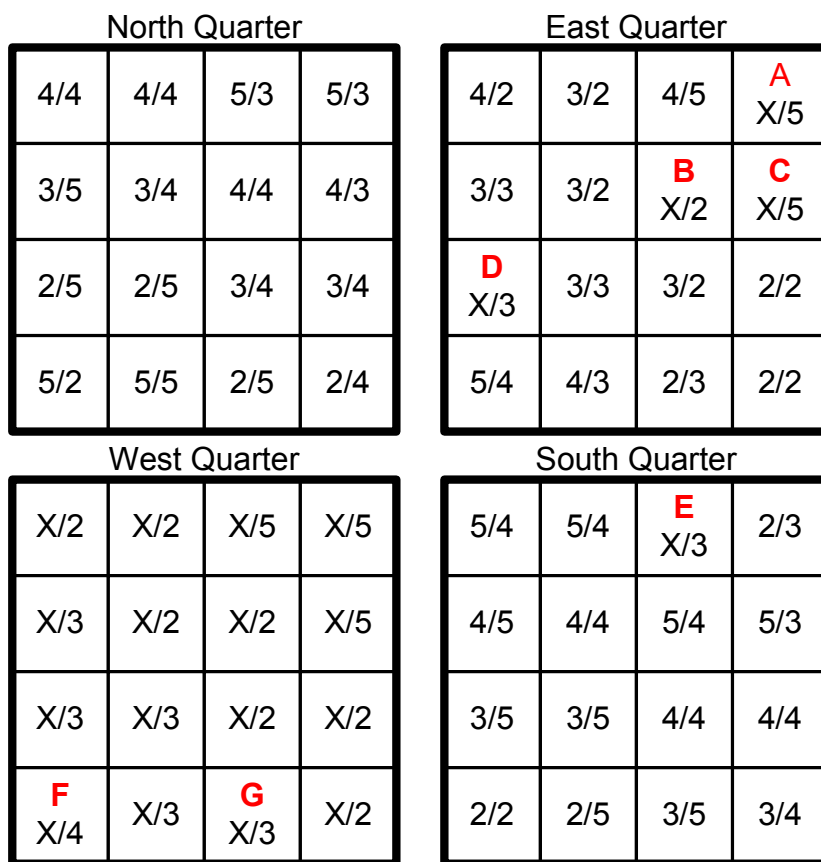 North Quarter
East Quarter
4/4 4/4 5/3 5/3
4/2 3/2 4/5 A X/5
3/5 3/4 4/4 4/3
3/3 3/2 B X/2 C X/5
2/5 2/5 3/4 3/4
D X/3 3/3 3/2 2/2
5/2 5/5 2/5 2/4
5/4 4/3 2/3 2/2
West Quarter
South Quarter
X/2 X/2 X/5 X/5
5/4 5/4 E X/3 2/3
X/3 X/2 X/2 X/5
4/5 4/4 5/4 5/3
X/3 X/3 X/2 X/2
3/5 3/5 4/4 4/4
F X/4 X/3 G X/3 X/2
2/2 2/5 3/5 3/4